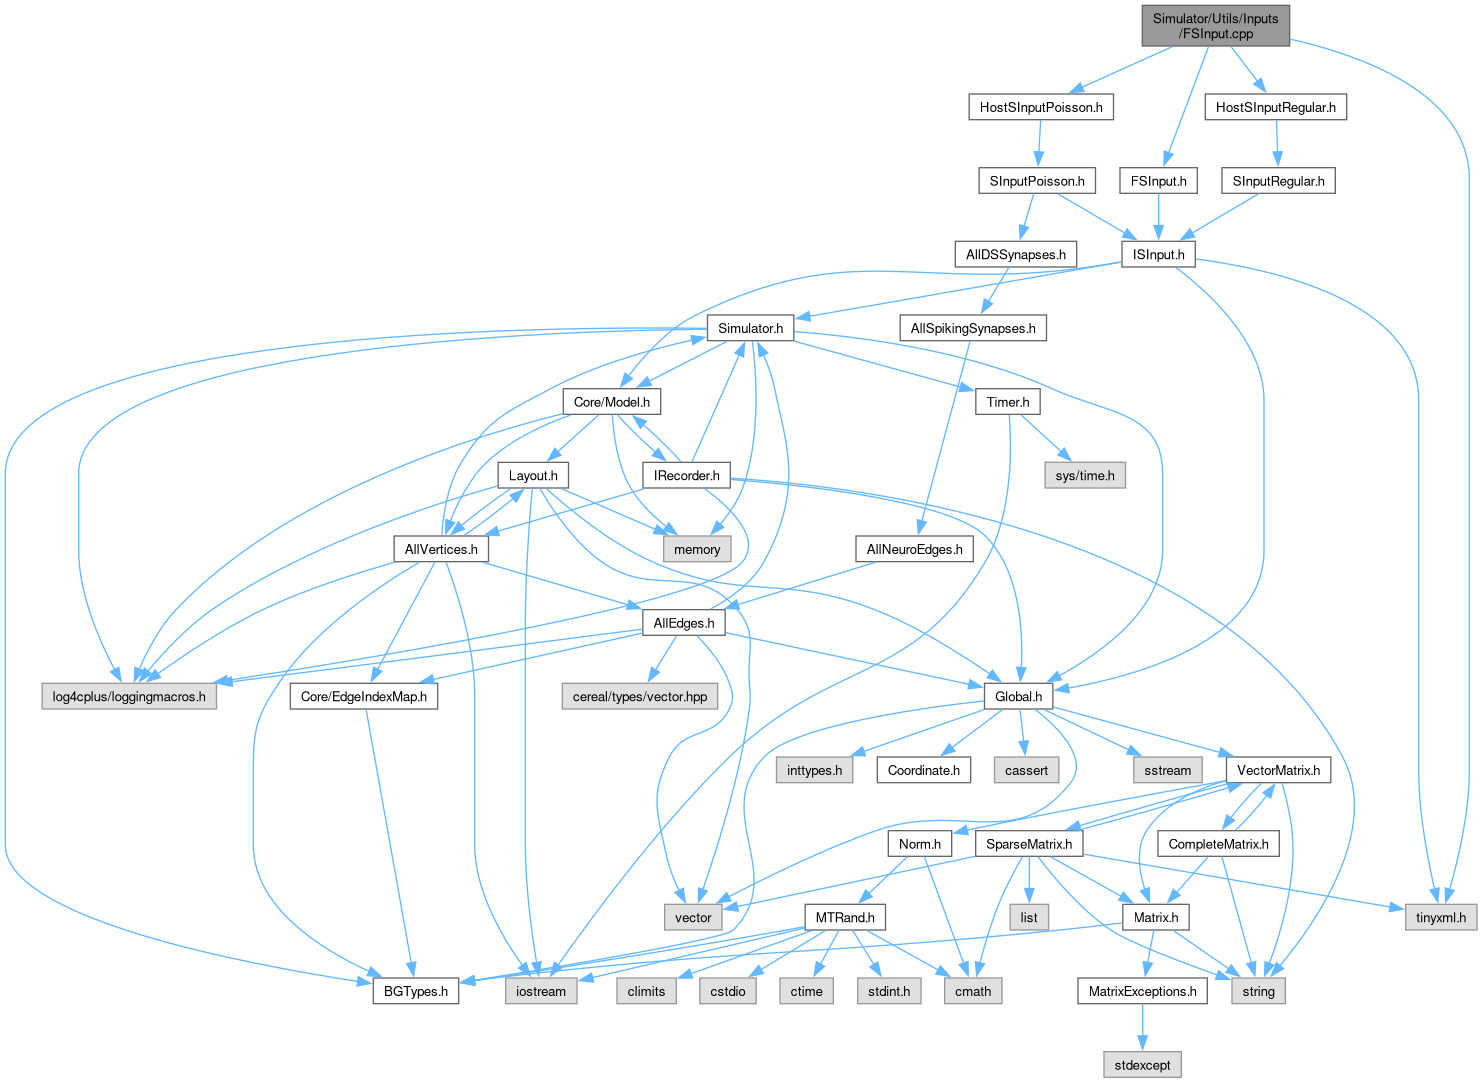 Simulator/Utils/Inputs
/FSInput.cpp
HostSInputPoisson.h
HostSInputRegular.h
SInputPoisson.h
FSInput.h
SInputRegular.h
AllDSSynapses.h
ISInput.h
Simulator.h
AllSpikingSynapses.h
Core/Model.h
Timer.h
Layout.h
IRecorder.h
sys/time.h
AllVertices.h
memory
AllNeuroEdges.h
AllEdges.h
log4cplus/loggingmacros.h
Core/EdgeIndexMap.h
cereal/types/vector.hpp
Global.h
inttypes.h
Coordinate.h
cassert
sstream
VectorMatrix.h
Norm.h
SparseMatrix.h
CompleteMatrix.h
vector
MTRand.h
list
Matrix.h
tinyxml.h
BGTypes.h
iostream
climits
cstdio
ctime
stdint.h
cmath
MatrixExceptions.h
string
stdexcept